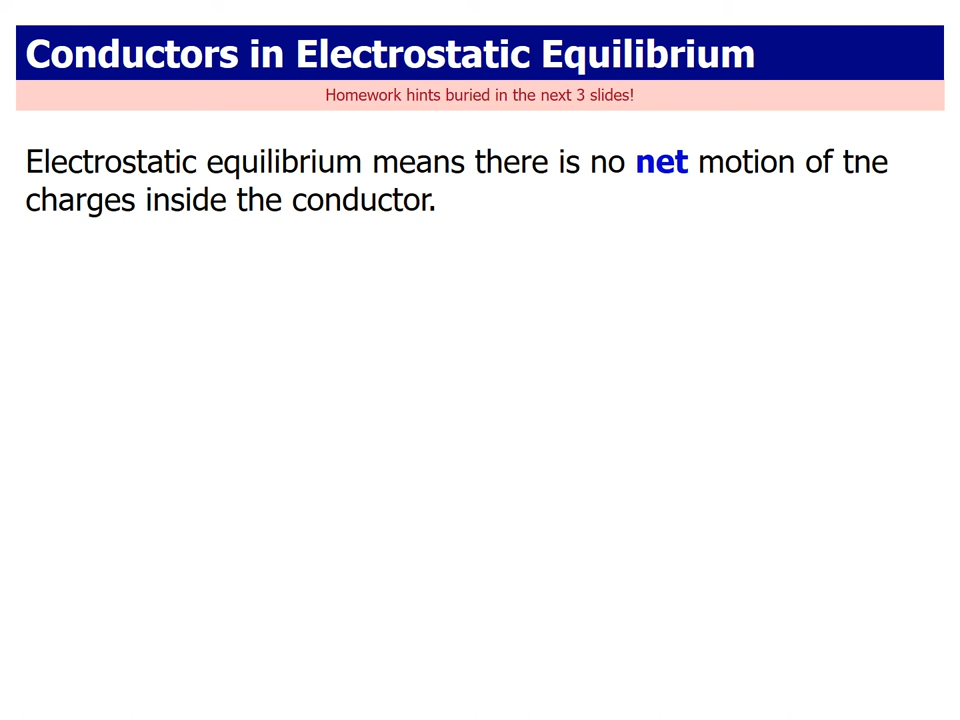 Conductors in Electrostatic Equilibrium
Homework hints buried in the next 3 slides!
Electrostatic equilibrium means there is no net motion of tne
charges inside the conductor.